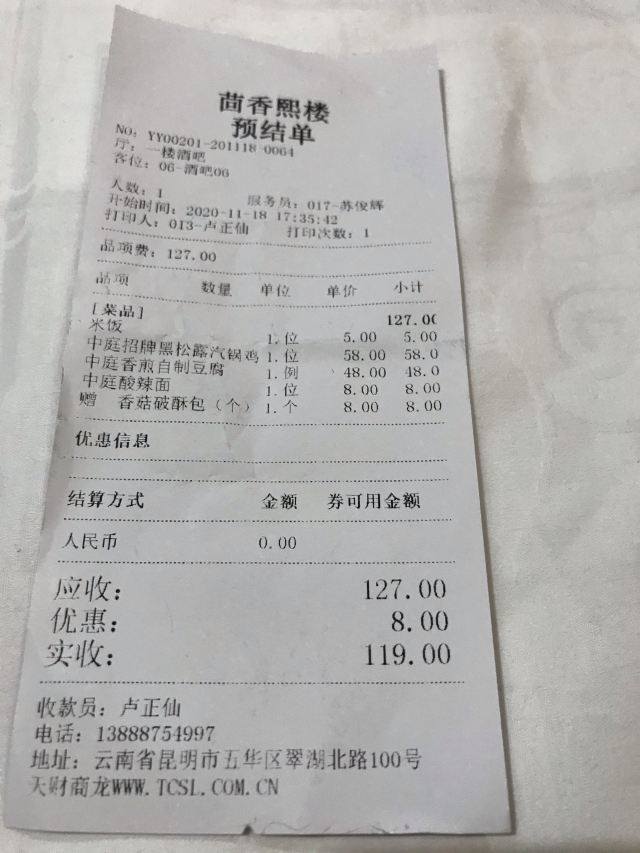 茴香熙楼
预结单
NO: YY00201-201118-0064
厅: 一楼酒吧
客位: 06-酒吧06
人数: 1 服务员: 017-苏俊辉
开始时间: 2020-11-18 17:35:42
打印人: 013-卢正仙 打印次数: 1
品项费: 127.00
品项 数量 单位 单价 小计
[菜品] 127.00
米饭 1. 位 5.00 5.00
中庭招牌黑松露汽锅鸡 1. 位 58.00 58.0
中庭香煎自制豆腐 1. 例 48.00 48.0
中庭酸辣面 1. 位 8.00 8.00
赠 香菇破酥包（个） 1. 个 8.00 8.00
优惠信息
结算方式 金额 券可用金额
人民币 0.00
应收: 127.00
优惠: 8.00
实收: 119.00
收款员: 卢正仙
电话: 13888754997
地址: 云南省昆明市五华区翠湖北路100号
天财商龙WWW.TCSL.COM.CN